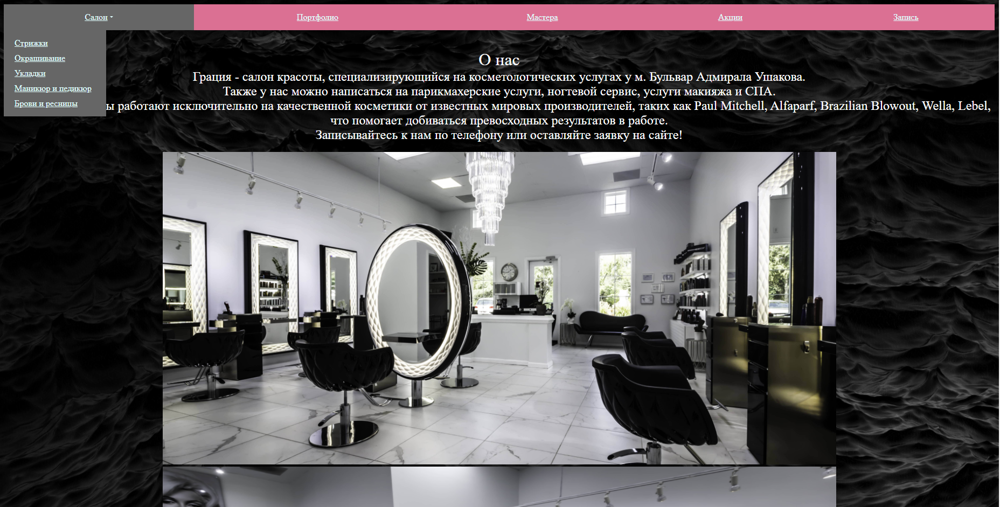 Салон Портфолио Мастера Акции Запись
Стрижки
Окрашивание
Укладки
Маникюр и педикюр
Брови и ресницы
О нас
Грация - салон красоты, специализирующийся на косметологических услугах у м. Бульвар Адмирала Ушакова.
Также у нас можно написаться на парикмахерские услуги, ногтевой сервис, услуги макияжа и СПА.
ы работают исключительно на качественной косметики от известных мировых производителей, таких как Paul Mitchell, Alfaparf, Brazilian Blowout, Wella, Lebel,
что помогает добиваться превосходных результатов в работе.
Записывайтесь к нам по телефону или оставляйте заявку на сайте!